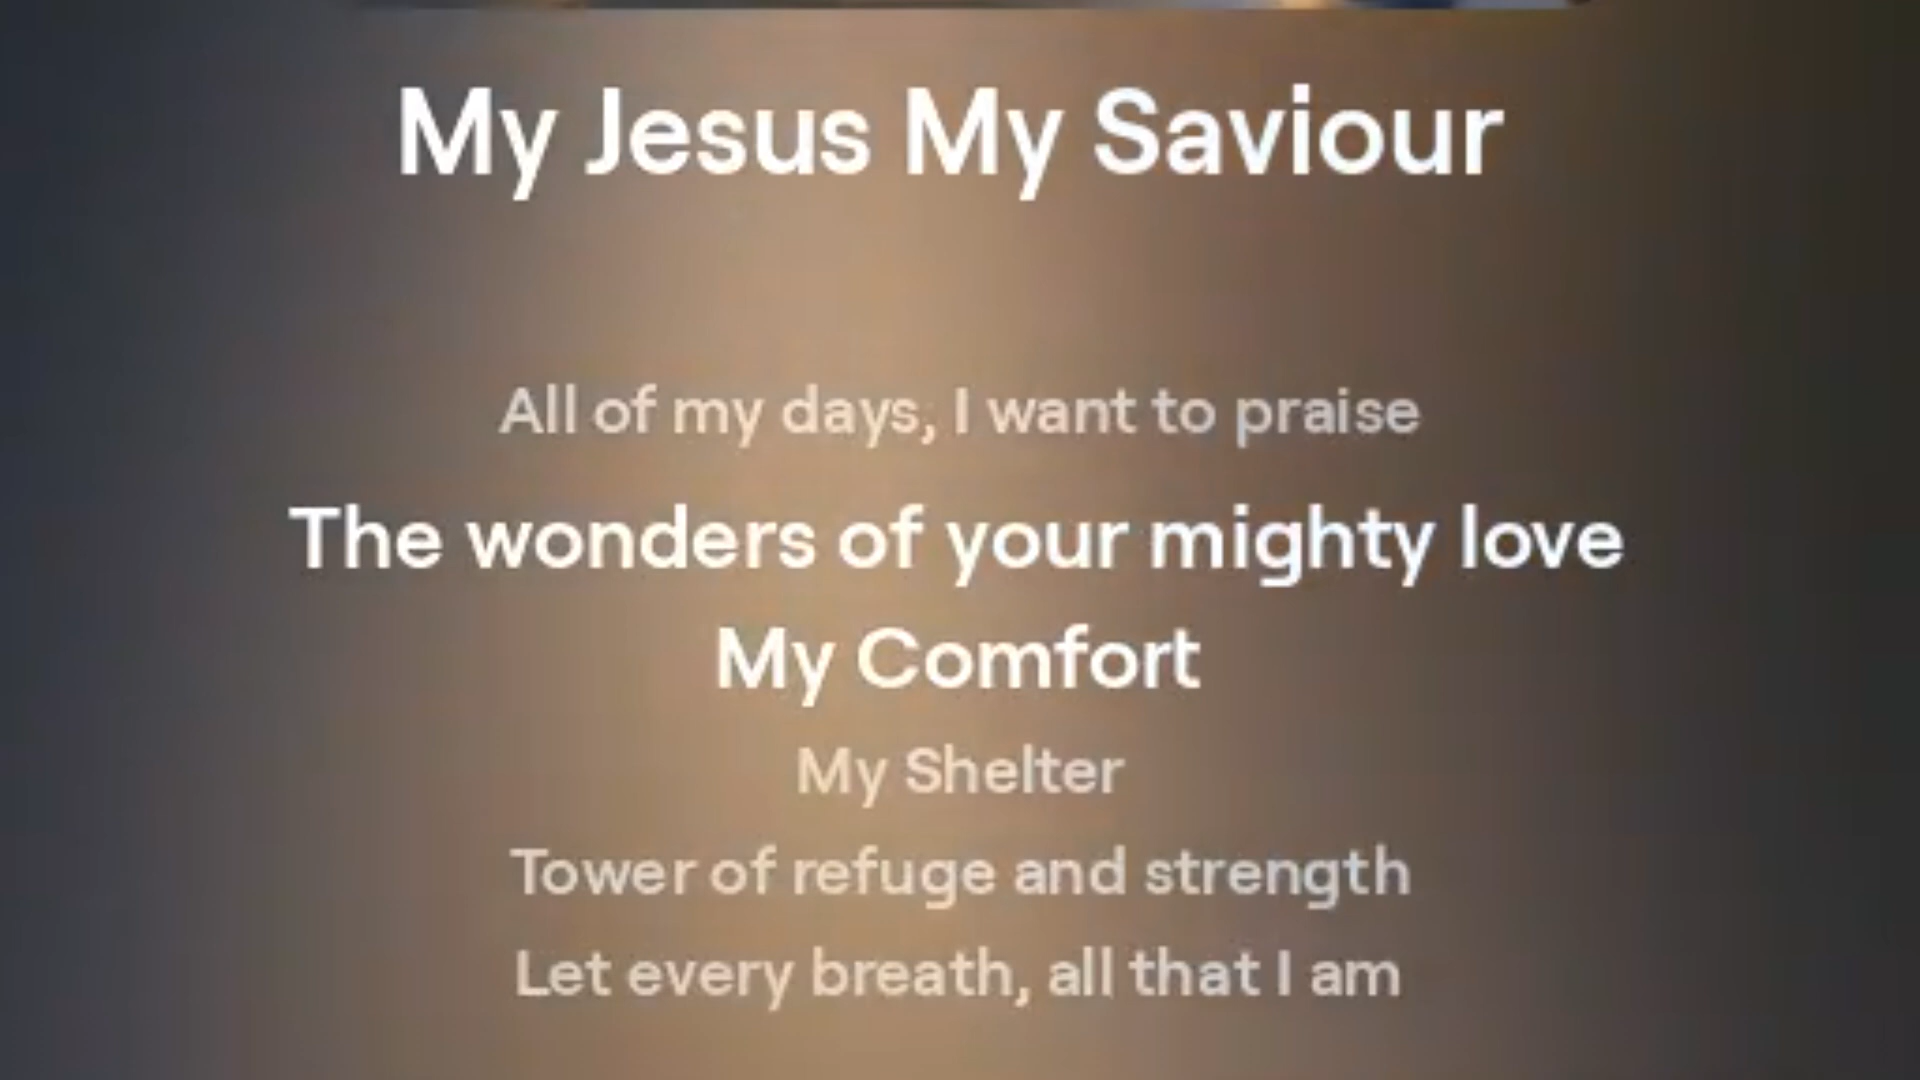 My Jesus My Saviour
All of my days, I want to praise
The wonders of your mighty love
My Comfort
My Shelter
Tower of refuge and strength
Let every breath, all that I am